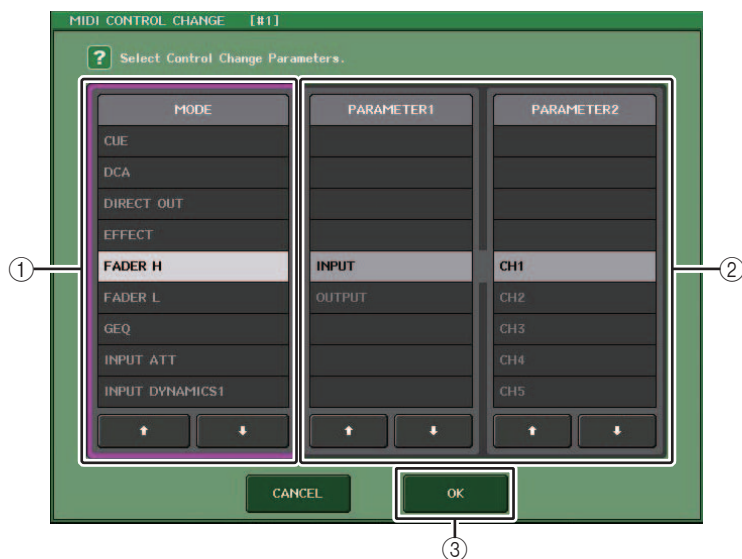 MIDI CONTROL CHANGE [#1]
? Select Control Change Parameters.
MODE
CUE
DCA
DIRECT OUT
EFFECT
FADER H
FADER L
GEQ
INPUT ATT
INPUT DYNAMICS1
PARAMETER1
INPUT
OUTPUT
PARAMETER2
CH1
CH2
CH3
CH4
CH5
CANCEL
OK
①
②
③